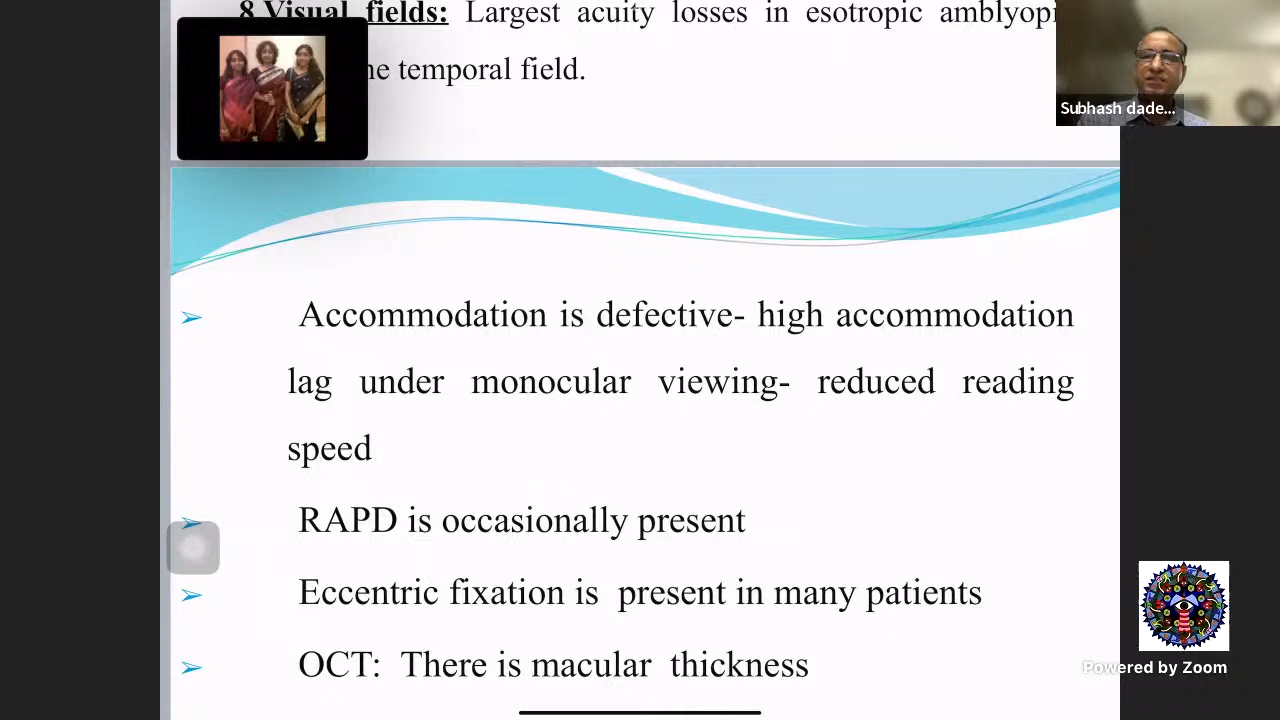 8.Visual fields: Largest acuity losses in esotropic
temporal field.
Subhash dade...
Accommodation is defective- high accommodation
lag under monocular viewing- reduced reading
speed
RAPD is occasionally present
Eccentric fixation is present in many patients
OCT: There is macular thickness
Powered by Zoom